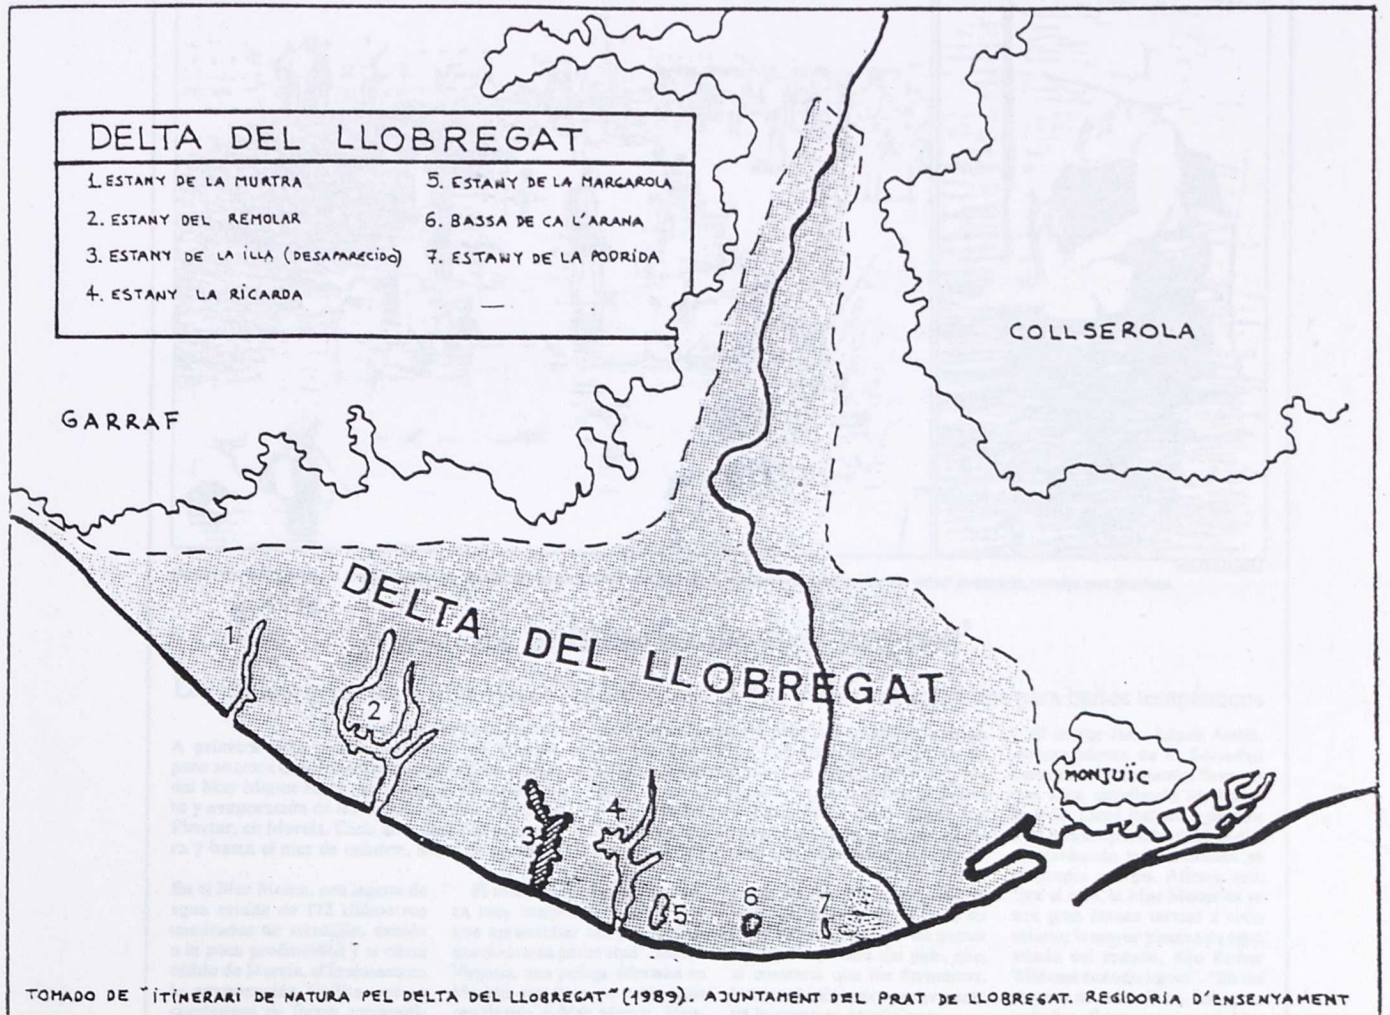 DELTA DEL LLOBREGAT
1. ESTANY DE LA MURTRA
2. ESTANY DEL REMOLAR
3. ESTANY DE LA ILLA (DESAPARECIDO)
4. ESTANY LA RICARDA
5. ESTANY DE LA MARGAROLA
6. BASSA DE CA L'ARANA
7. ESTANY DE LA PODRIDA
COLLSEROLA
GARRAF
DELTA DEL LLOBREGAT
1
2
3
4
5
6
7
MONJUÏC
TOMADO DE "ITINERARI DE NATURA PEL DELTA DEL LLOBREGAT" (1989). AJUNTAMENT DEL PRAT DE LLOBREGAT. REGIDORIA D'ENSENYAMENT